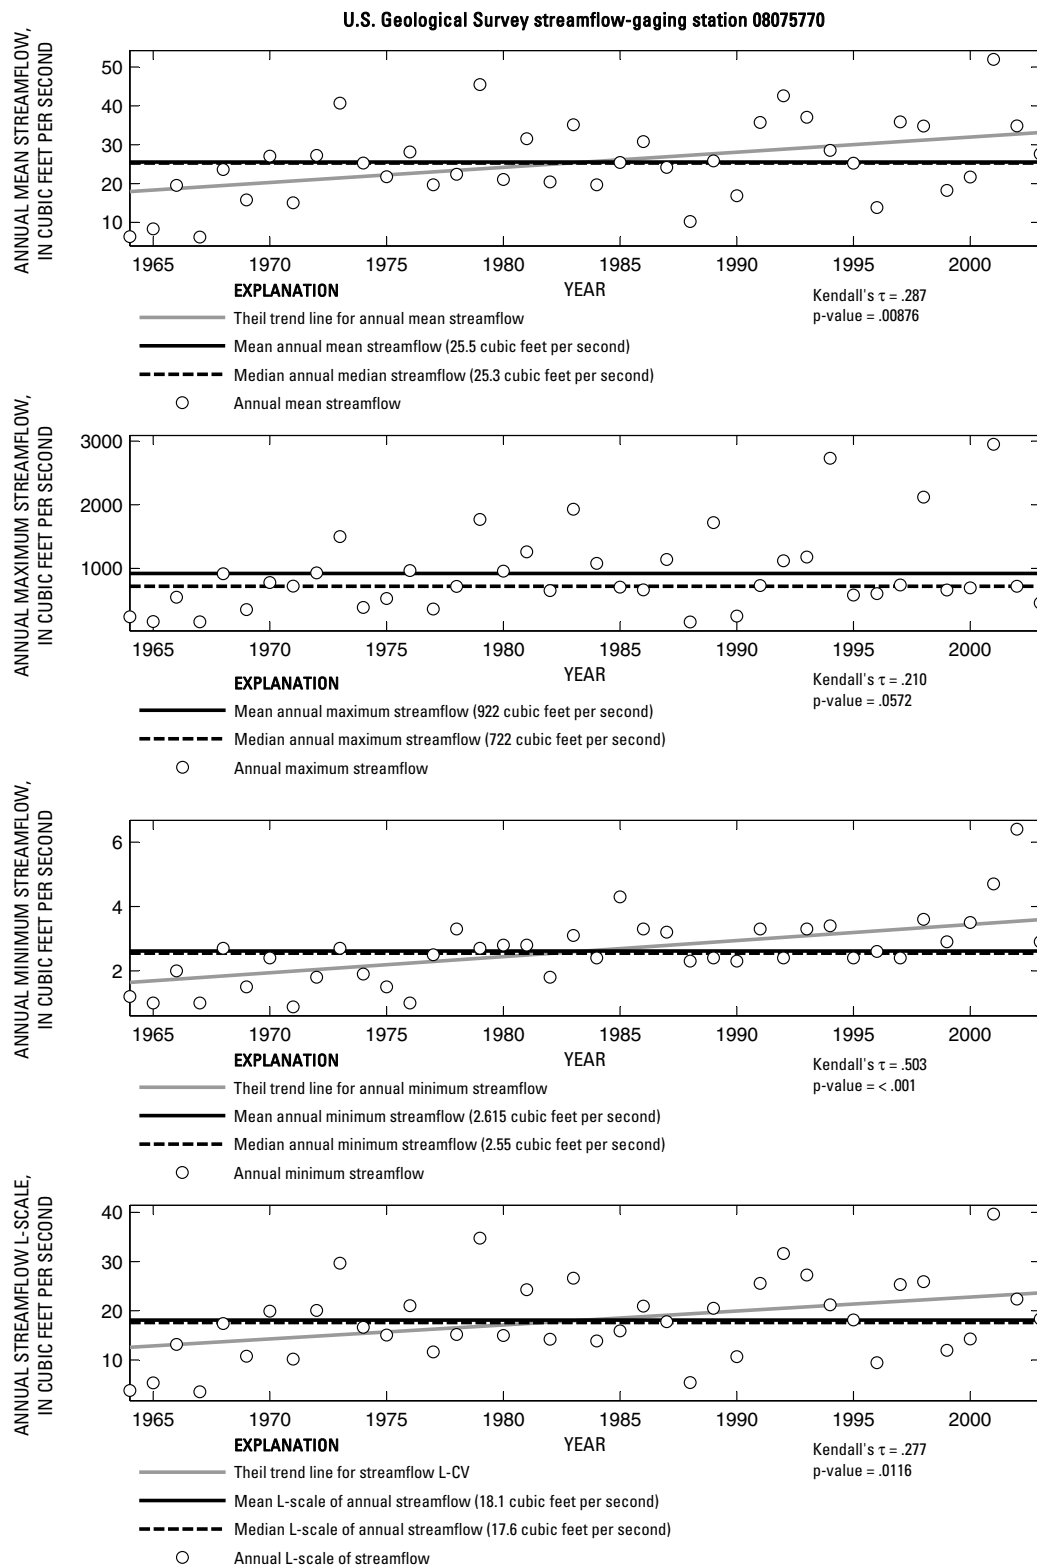 U.S. Geological Survey streamflow-gaging station 08075770
ANNUAL MEAN STREAMFLOW,
IN CUBIC FEET PER SECOND
50
40
30
20
10
1965 1970 1975 1980 1985 1990 1995 2000
YEAR
EXPLANATION
Theil trend line for annual mean streamflow
Mean annual mean streamflow (25.5 cubic feet per second)
Median annual median streamflow (25.3 cubic feet per second)
Annual mean streamflow
Kendall's τ = .287
p-value = .00876
ANNUAL MAXIMUM STREAMFLOW,
IN CUBIC FEET PER SECOND
3000
2000
1000
1965 1970 1975 1980 1985 1990 1995 2000
YEAR
EXPLANATION
Mean annual maximum streamflow (922 cubic feet per second)
Median annual maximum streamflow (722 cubic feet per second)
Annual maximum streamflow
Kendall's τ = .210
p-value = .0572
ANNUAL MINIMUM STREAMFLOW,
IN CUBIC FEET PER SECOND
6
4
2
1965 1970 1975 1980 1985 1990 1995 2000
YEAR
EXPLANATION
Theil trend line for annual minimum streamflow
Mean annual minimum streamflow (2.615 cubic feet per second)
Median annual minimum streamflow (2.55 cubic feet per second)
Annual minimum streamflow
Kendall's τ = .503
p-value = < .001
ANNUAL STREAMFLOW L-SCALE,
IN CUBIC FEET PER SECOND
40
30
20
10
1965 1970 1975 1980 1985 1990 1995 2000
YEAR
EXPLANATION
Theil trend line for streamflow L-CV
Mean L-scale of annual streamflow (18.1 cubic feet per second)
Median L-scale of annual streamflow (17.6 cubic feet per second)
Annual L-scale of streamflow
Kendall's τ = .277
p-value = .0116